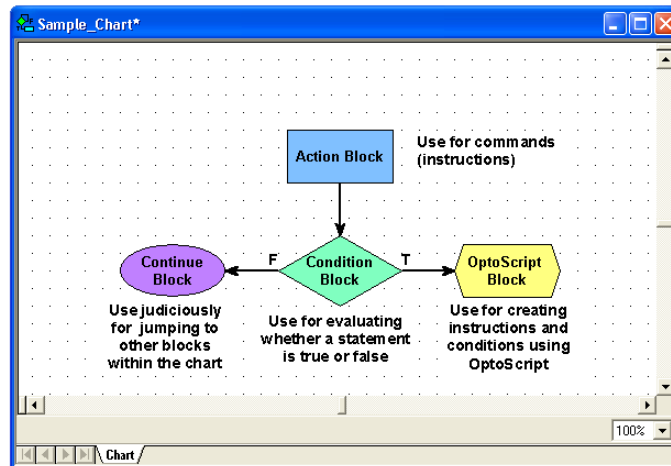 Sample_Chart*
Action Block
Use for commands
(instructions)
F
T
Continue
Block
Condition
Block
OptoScript
Block
Use judiciously
for jumping to
other blocks
within the chart
Use for evaluating
whether a statement
is true or false
Use for creating
instructions and
conditions using
OptoScript
100%
Chart